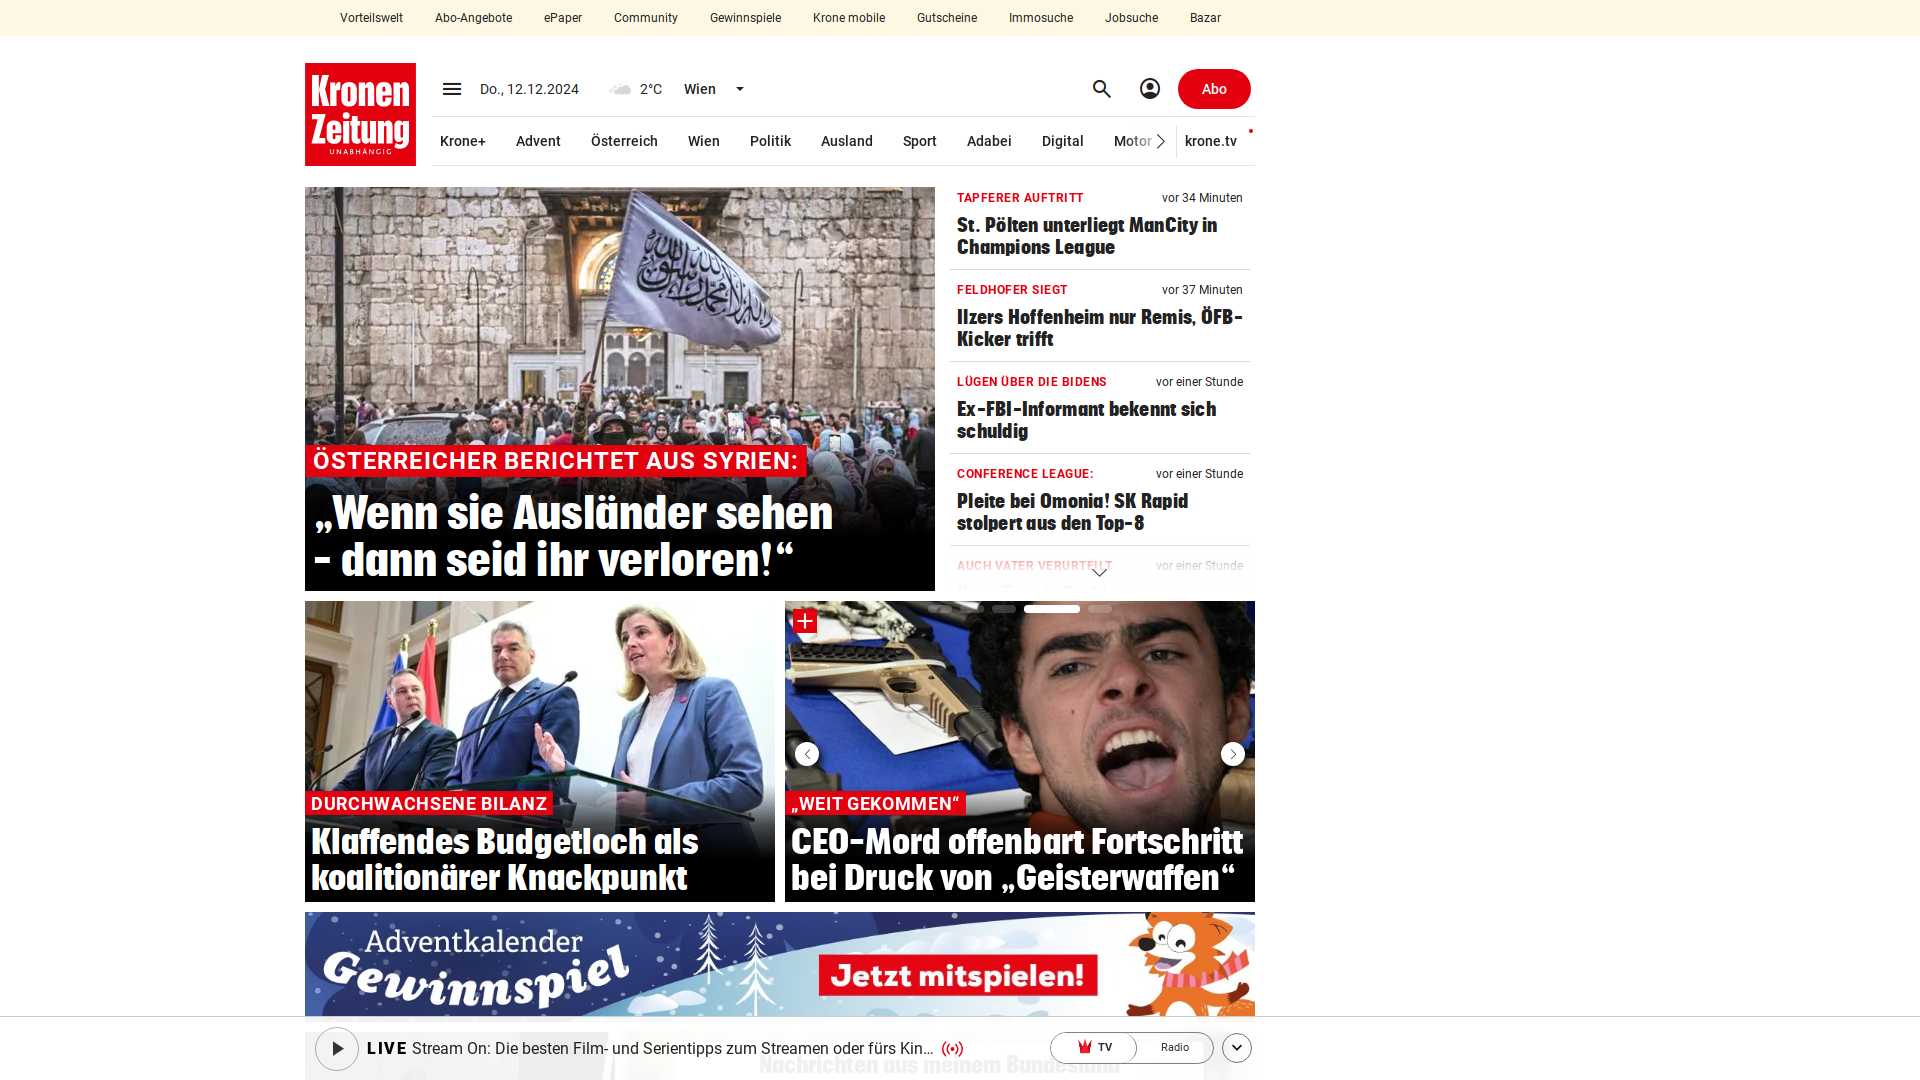 Vorteilswelt Abo-Angebote ePaper Community Gewinnspiele Krone mobile Gutscheine Immosuche Jobsuche Bazar
Kronen
Zeitung
UNABHÄNGIG
Do., 12.12.2024 2°C Wien
Abo
Krone+ Advent Österreich Wien Politik Ausland Sport Adabei Digital Motor krone.tv
ÖSTERREICHER BERICHTET AUS SYRIEN:
„Wenn sie Ausländer sehen
– dann seid ihr verloren!“
TAPFERER AUFTRITT vor 34 Minuten
St. Pölten unterliegt ManCity in
Champions League
FELDHOFER SIEGT vor 37 Minuten
Ilzers Hoffenheim nur Remis, ÖFB-
Kicker trifft
LÜGEN ÜBER DIE BIDENS vor einer Stunde
Ex-FBI-Informant bekennt sich
schuldig
CONFERENCE LEAGUE: vor einer Stunde
Pleite bei Omonia! SK Rapid
stolpert aus den Top-8
AUCH VATER VERURTEILT vor einer Stunde
DURCHWACHSENE BILANZ
Klaffendes Budgetloch als
koalitionärer Knackpunkt
„WEIT GEKOMMEN“
CEO-Mord offenbart Fortschritt
bei Druck von „Geisterwaffen“
Adventkalender
Gewinnspiel
Jetzt mitspielen!
LIVE Stream On: Die besten Film- und Serientipps zum Streamen oder fürs Kin...
TV Radio
Nachrichten aus meinem Bundesland